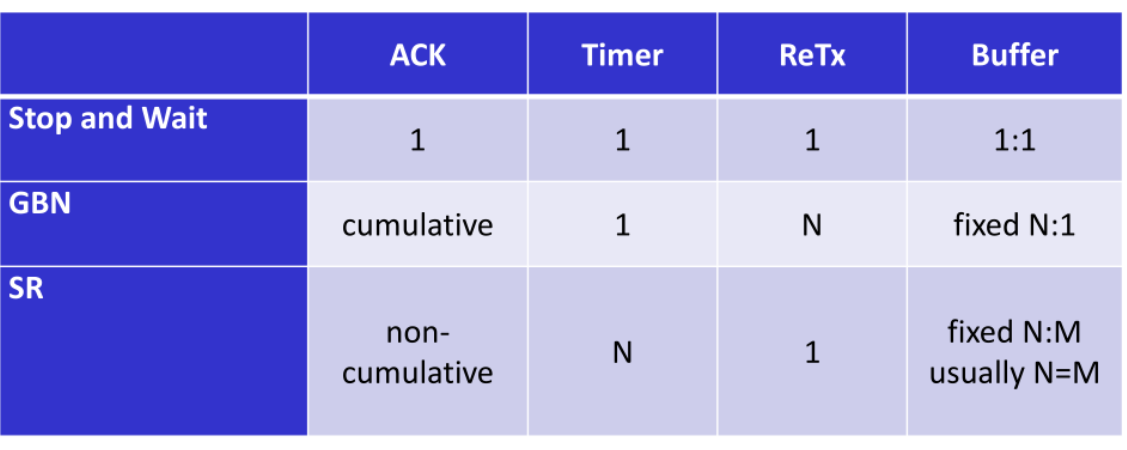 ACK Timer ReTx Buffer
Stop and Wait 1 1 1 1:1
GBN cumulative 1 N fixed N:1
SR
non-
cumulative N 1 fixed N:M
usually N=M